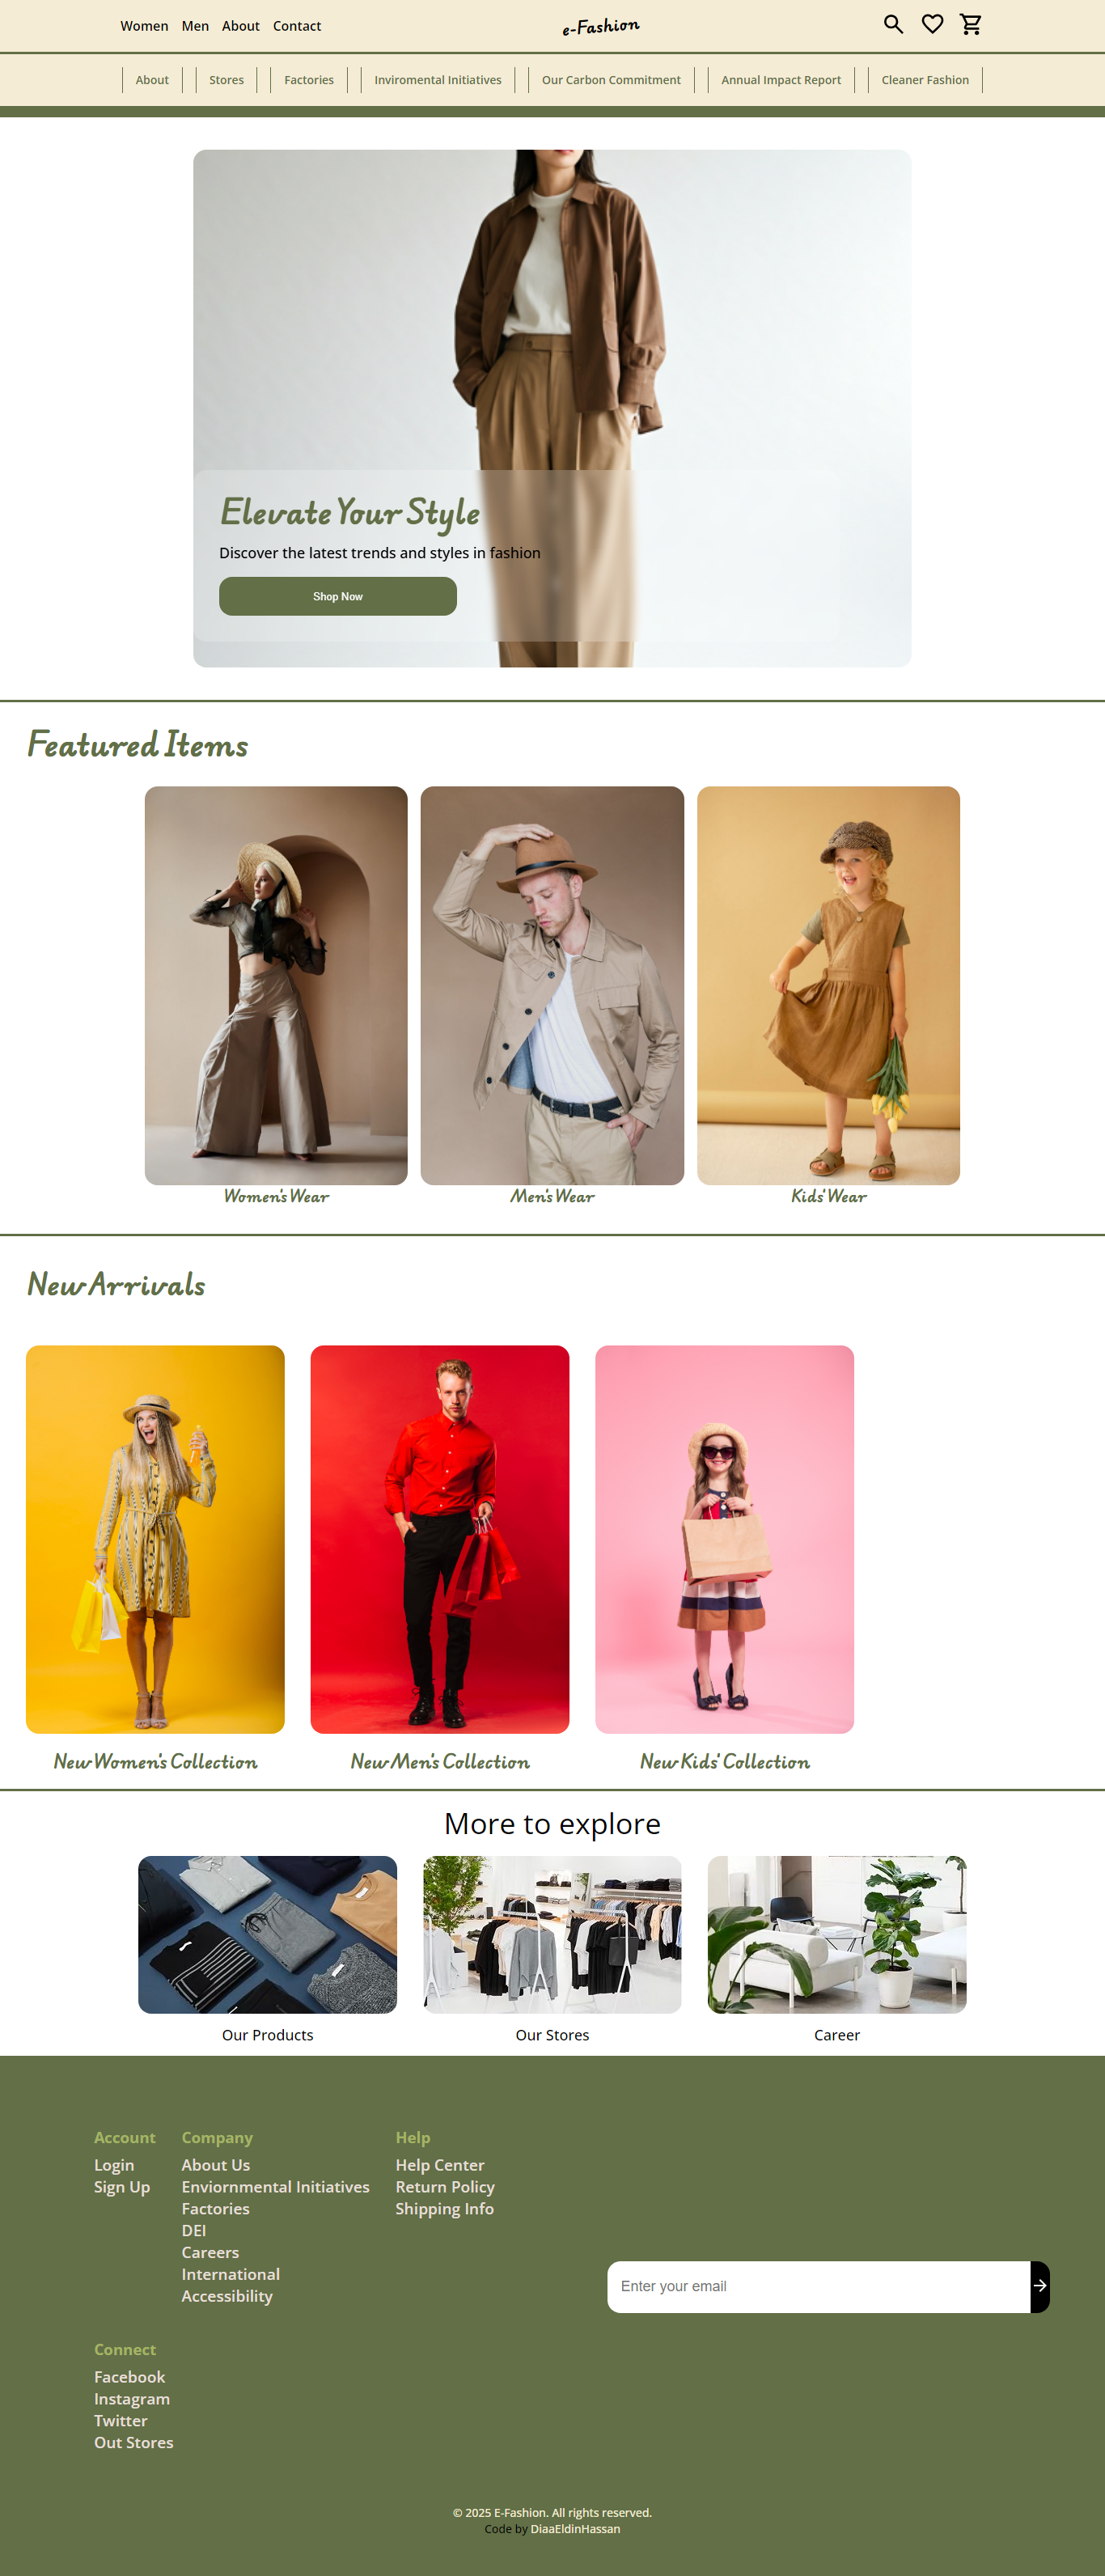 Women Men About Contact
e-Fashion
About Stores Factories Inviromental Initiatives Our Carbon Commitment Annual Impact Report Cleaner Fashion
Elevate Your Style
Discover the latest trends and styles in fashion
Shop Now
Featured Items
Women's Wear
Men's Wear
Kids' Wear
New Arrivals
New Women's Collection
New Men's Collection
New Kids' Collection
More to explore
Our Products
Our Stores
Career
Account
Login
Sign Up
Company
About Us
Enviornmental Initiatives
Factories
DEI
Careers
International
Accessibility
Help
Help Center
Return Policy
Shipping Info
Enter your email
Connect
Facebook
Instagram
Twitter
Out Stores
© 2025 E-Fashion. All rights reserved.
Code by DiaaEldinHassan